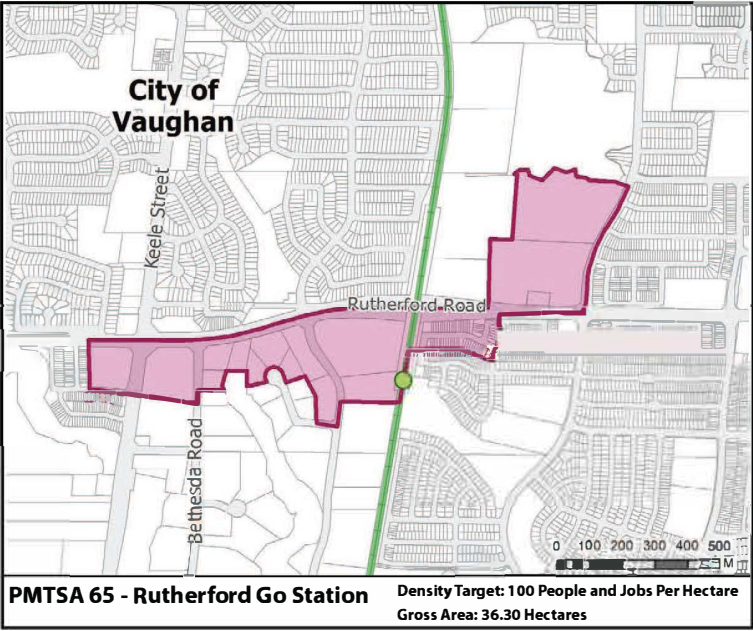 City of
Vaughan
Keele Street
Rutherford Road
Bethesda Road
0 100 200 300 400 500
M
PMTSA 65 - Rutherford Go Station
Density Target: 100 People and Jobs Per Hectare
Gross Area: 36.30 Hectares